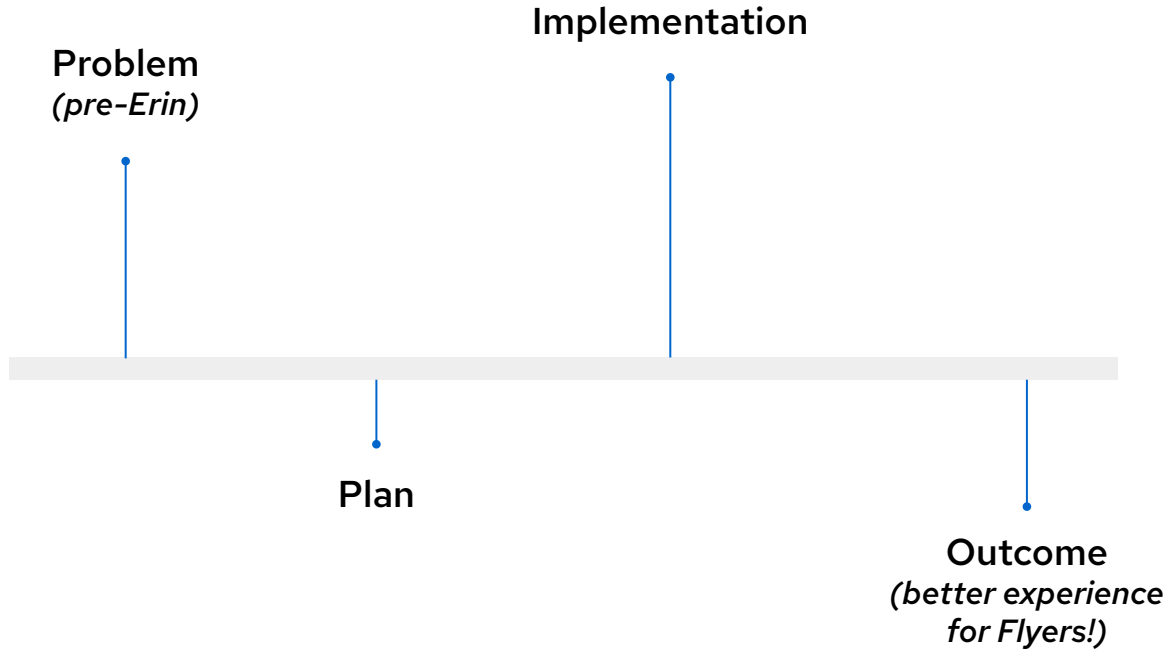 Implementation
Problem
(pre-Erin)
Plan
Outcome
(better experience
for Flyers!)